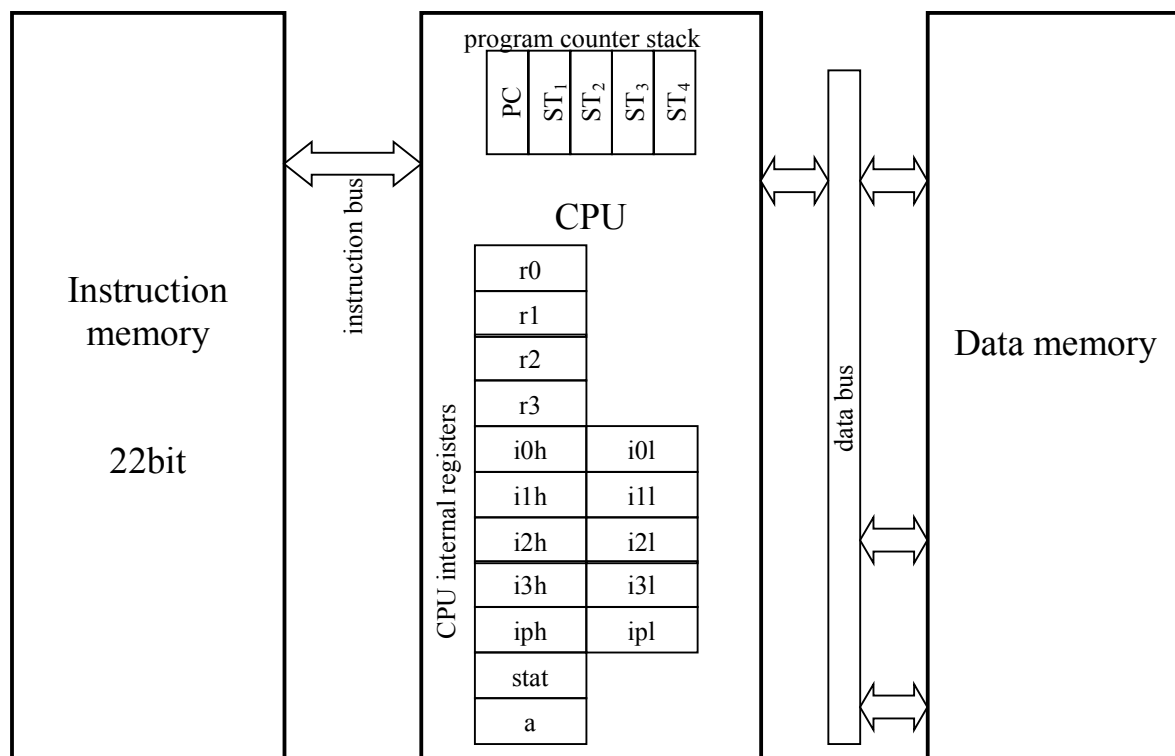 program counter stack
PC
ST1
ST2
ST3
ST4
instruction bus
CPU
Instruction
memory
22bit
CPU internal registers
r0
r1
r2
r3
i0h i0l
i1h i1l
i2h i2l
i3h i3l
iph ipl
stat
a
data bus
Data memory